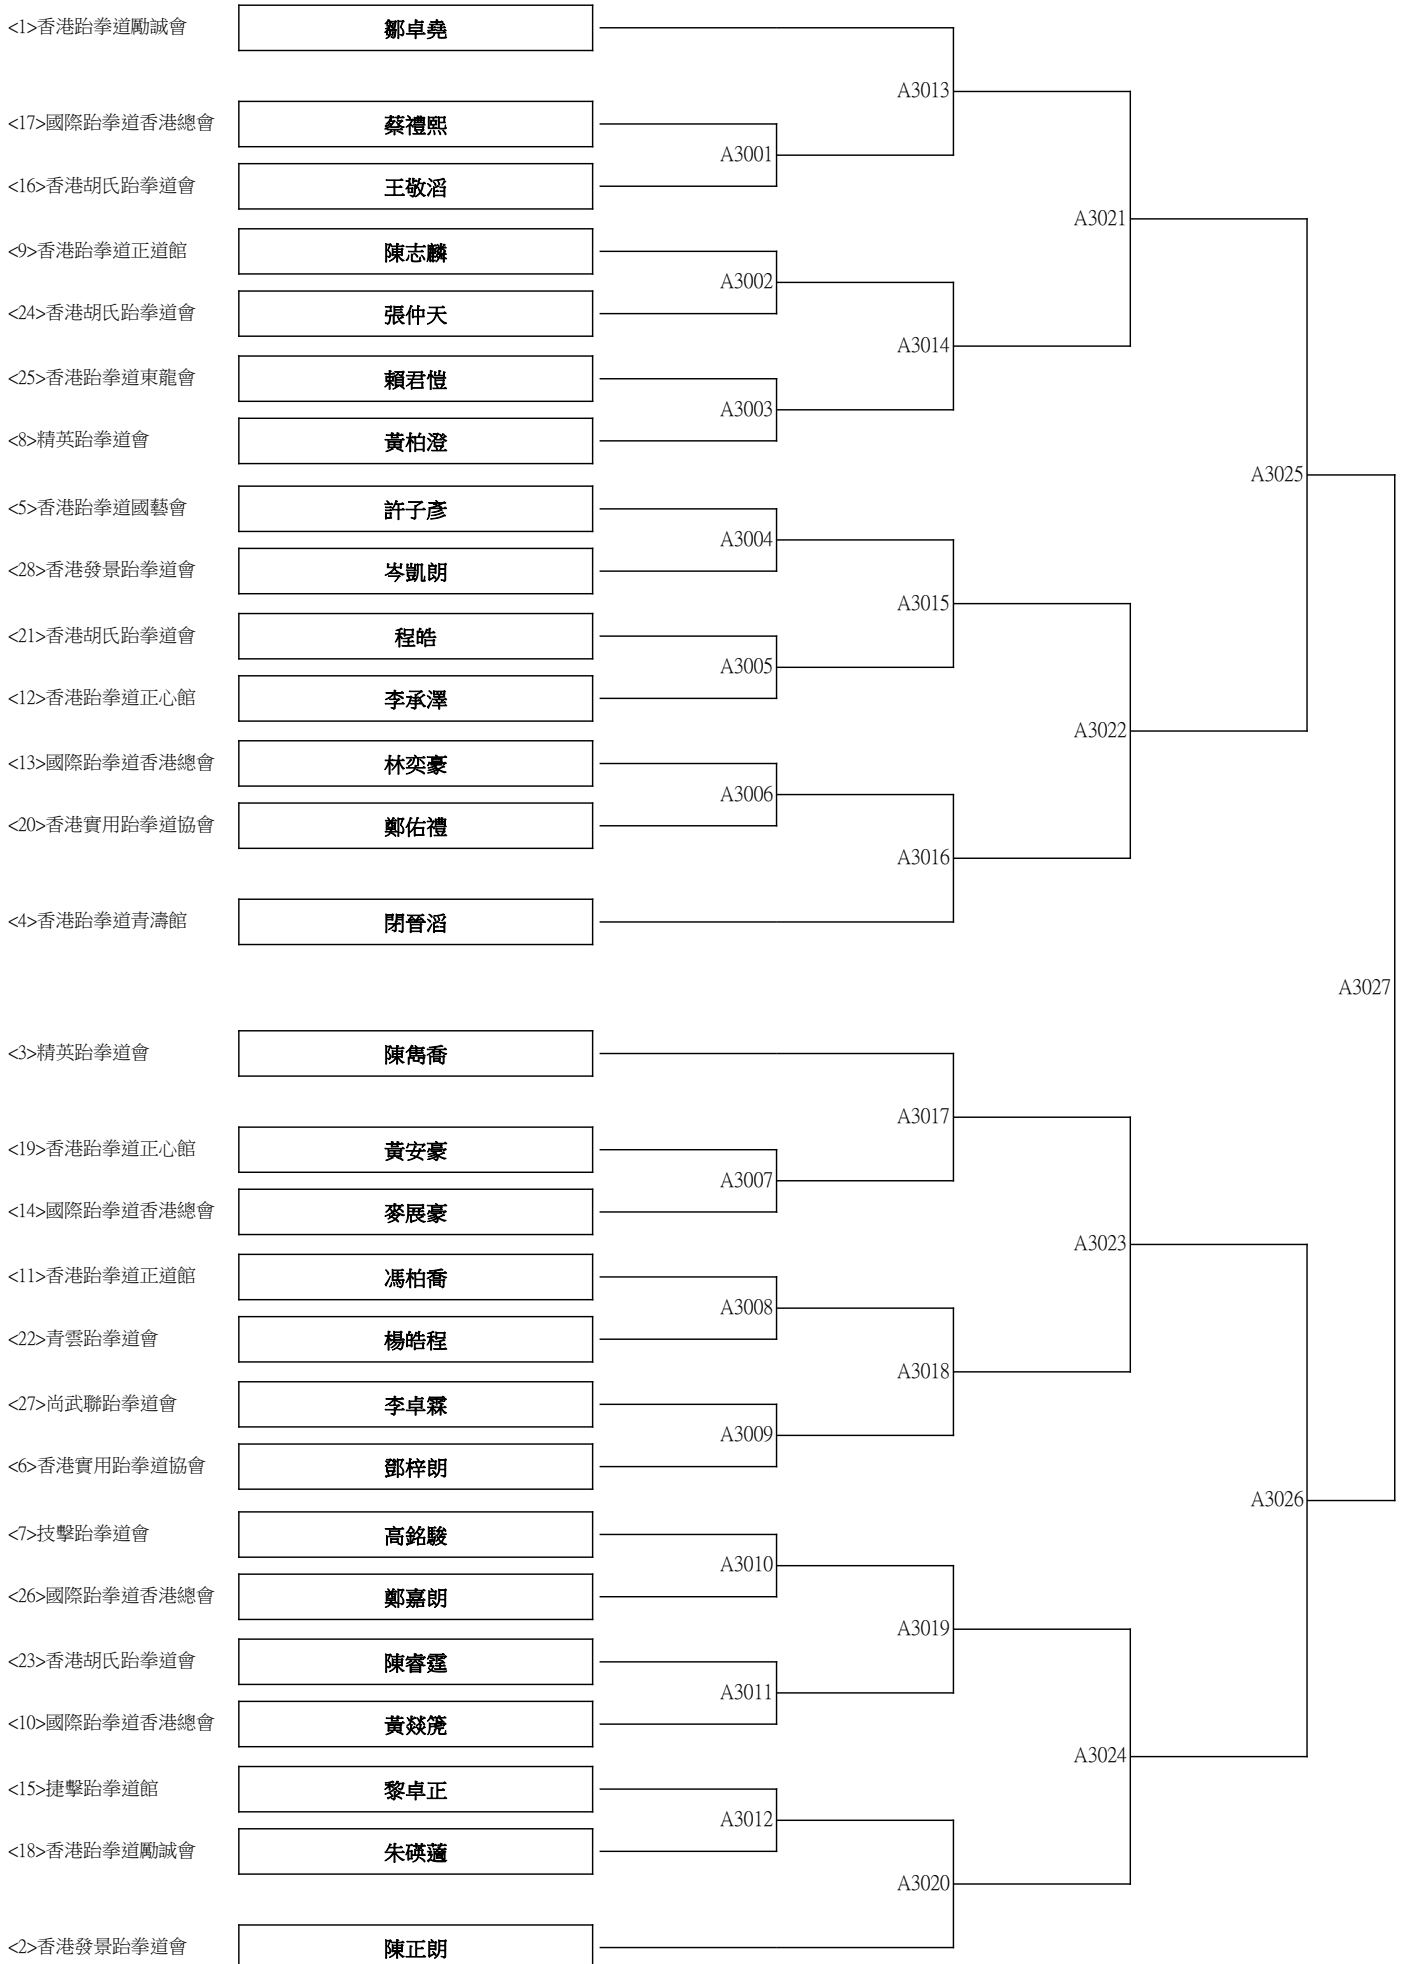 <1>香港跆拳道勵誠會 鄒卓堯
A3013
<17>國際跆拳道香港總會 蔡禮熙
A3001
<16>香港胡氏跆拳道會 王敬滔
A3021
<9>香港跆拳道正道館 陳志麟
A3002
<24>香港胡氏跆拳道會 張仲天
A3014
<25>香港跆拳道東龍會 賴君愷
A3003
<8>精英跆拳道會 黃柏澄
A3025
<5>香港跆拳道國藝會 許子彥
A3004
<28>香港發景跆拳道會 岑凱朗
A3015
<21>香港胡氏跆拳道會 程皓
A3005
<12>香港跆拳道正心館 李承澤
A3022
<13>國際跆拳道香港總會 林奕豪
A3006
<20>香港實用跆拳道協會 鄭佑禮
A3016
<4>香港跆拳道青濤館 閉晉滔
A3027
<3>精英跆拳道會 陳雋喬
A3017
<19>香港跆拳道正心館 黃安豪
A3007
<14>國際跆拳道香港總會 麥展豪
A3023
<11>香港跆拳道正道館 馮柏喬
A3008
<22>青雲跆拳道會 楊皓程
A3018
<27>尚武聯跆拳道會 李卓霖
A3009
<6>香港實用跆拳道協會 鄧梓朗
A3026
<7>技擊跆拳道會 高銘駿
A3010
<26>國際跆拳道香港總會 鄭嘉朗
A3019
<23>香港胡氏跆拳道會 陳睿霆
A3011
<10>國際跆拳道香港總會
A3024
<15>捷擊跆拳道館 黎卓正
A3012
<18>香港跆拳道勵誠會
A3020
<2>香港發景跆拳道會 陳正朗